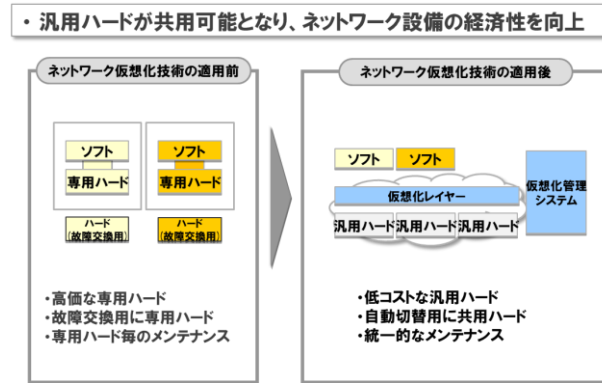 ・ 汎用ハードが共用可能となり、ネットワーク設備の経済性を向上
ネットワーク仮想化技術の適用前
ソフト
専用ハード
ハード
(故障交換用)
ソフト
専用ハード
ハード
(故障交換用)
・高価な専用ハード
・故障交換用に専用ハード
・専用ハード毎のメンテナンス
ネットワーク仮想化技術の適用後
ソフト ソフト
仮想化レイヤー
汎用ハード 汎用ハード 汎用ハード
仮想化管理
システム
・低コストな汎用ハード
・自動切替用に共用ハード
・統一的なメンテナンス